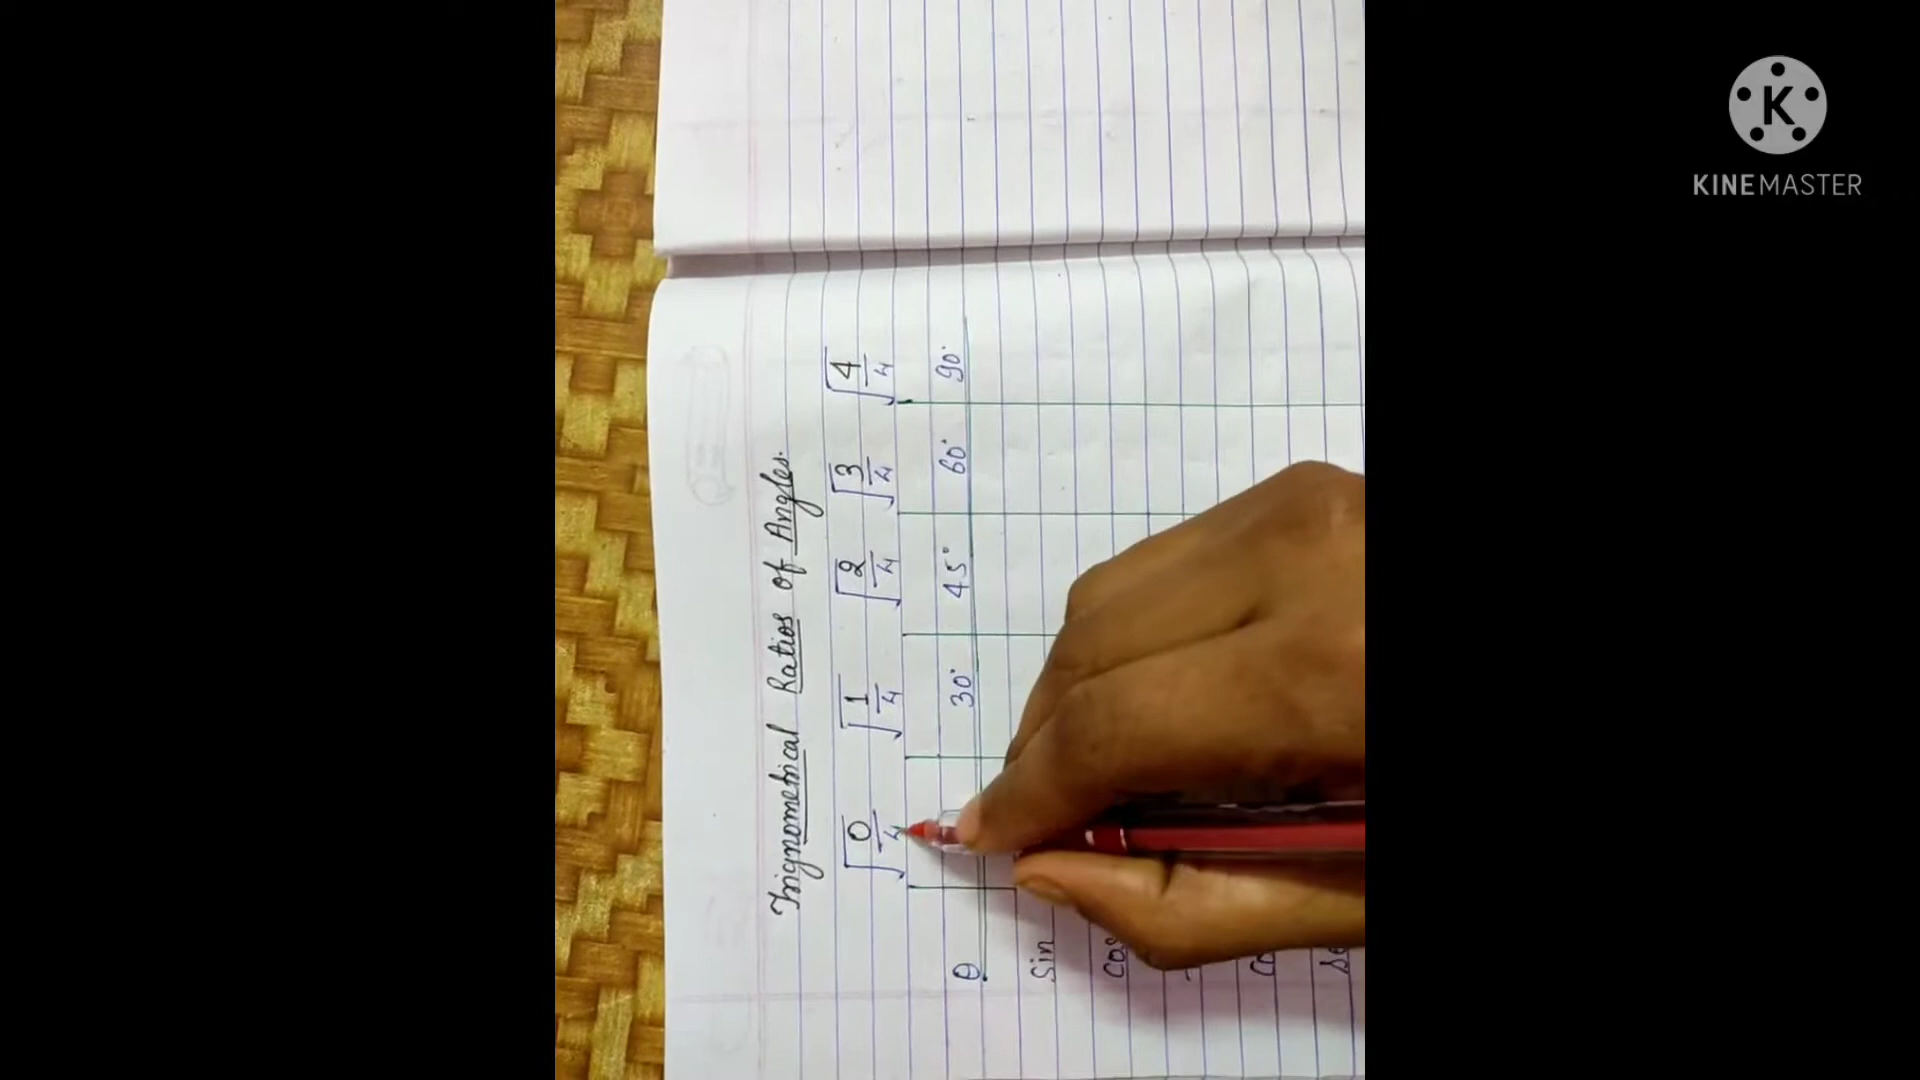 Trignometrical Ratios of Angles.
√0/4 √1/4 √2/4 √3/4 √4/4
θ 30° 45° 60° 90°
Sin
KINEMASTER